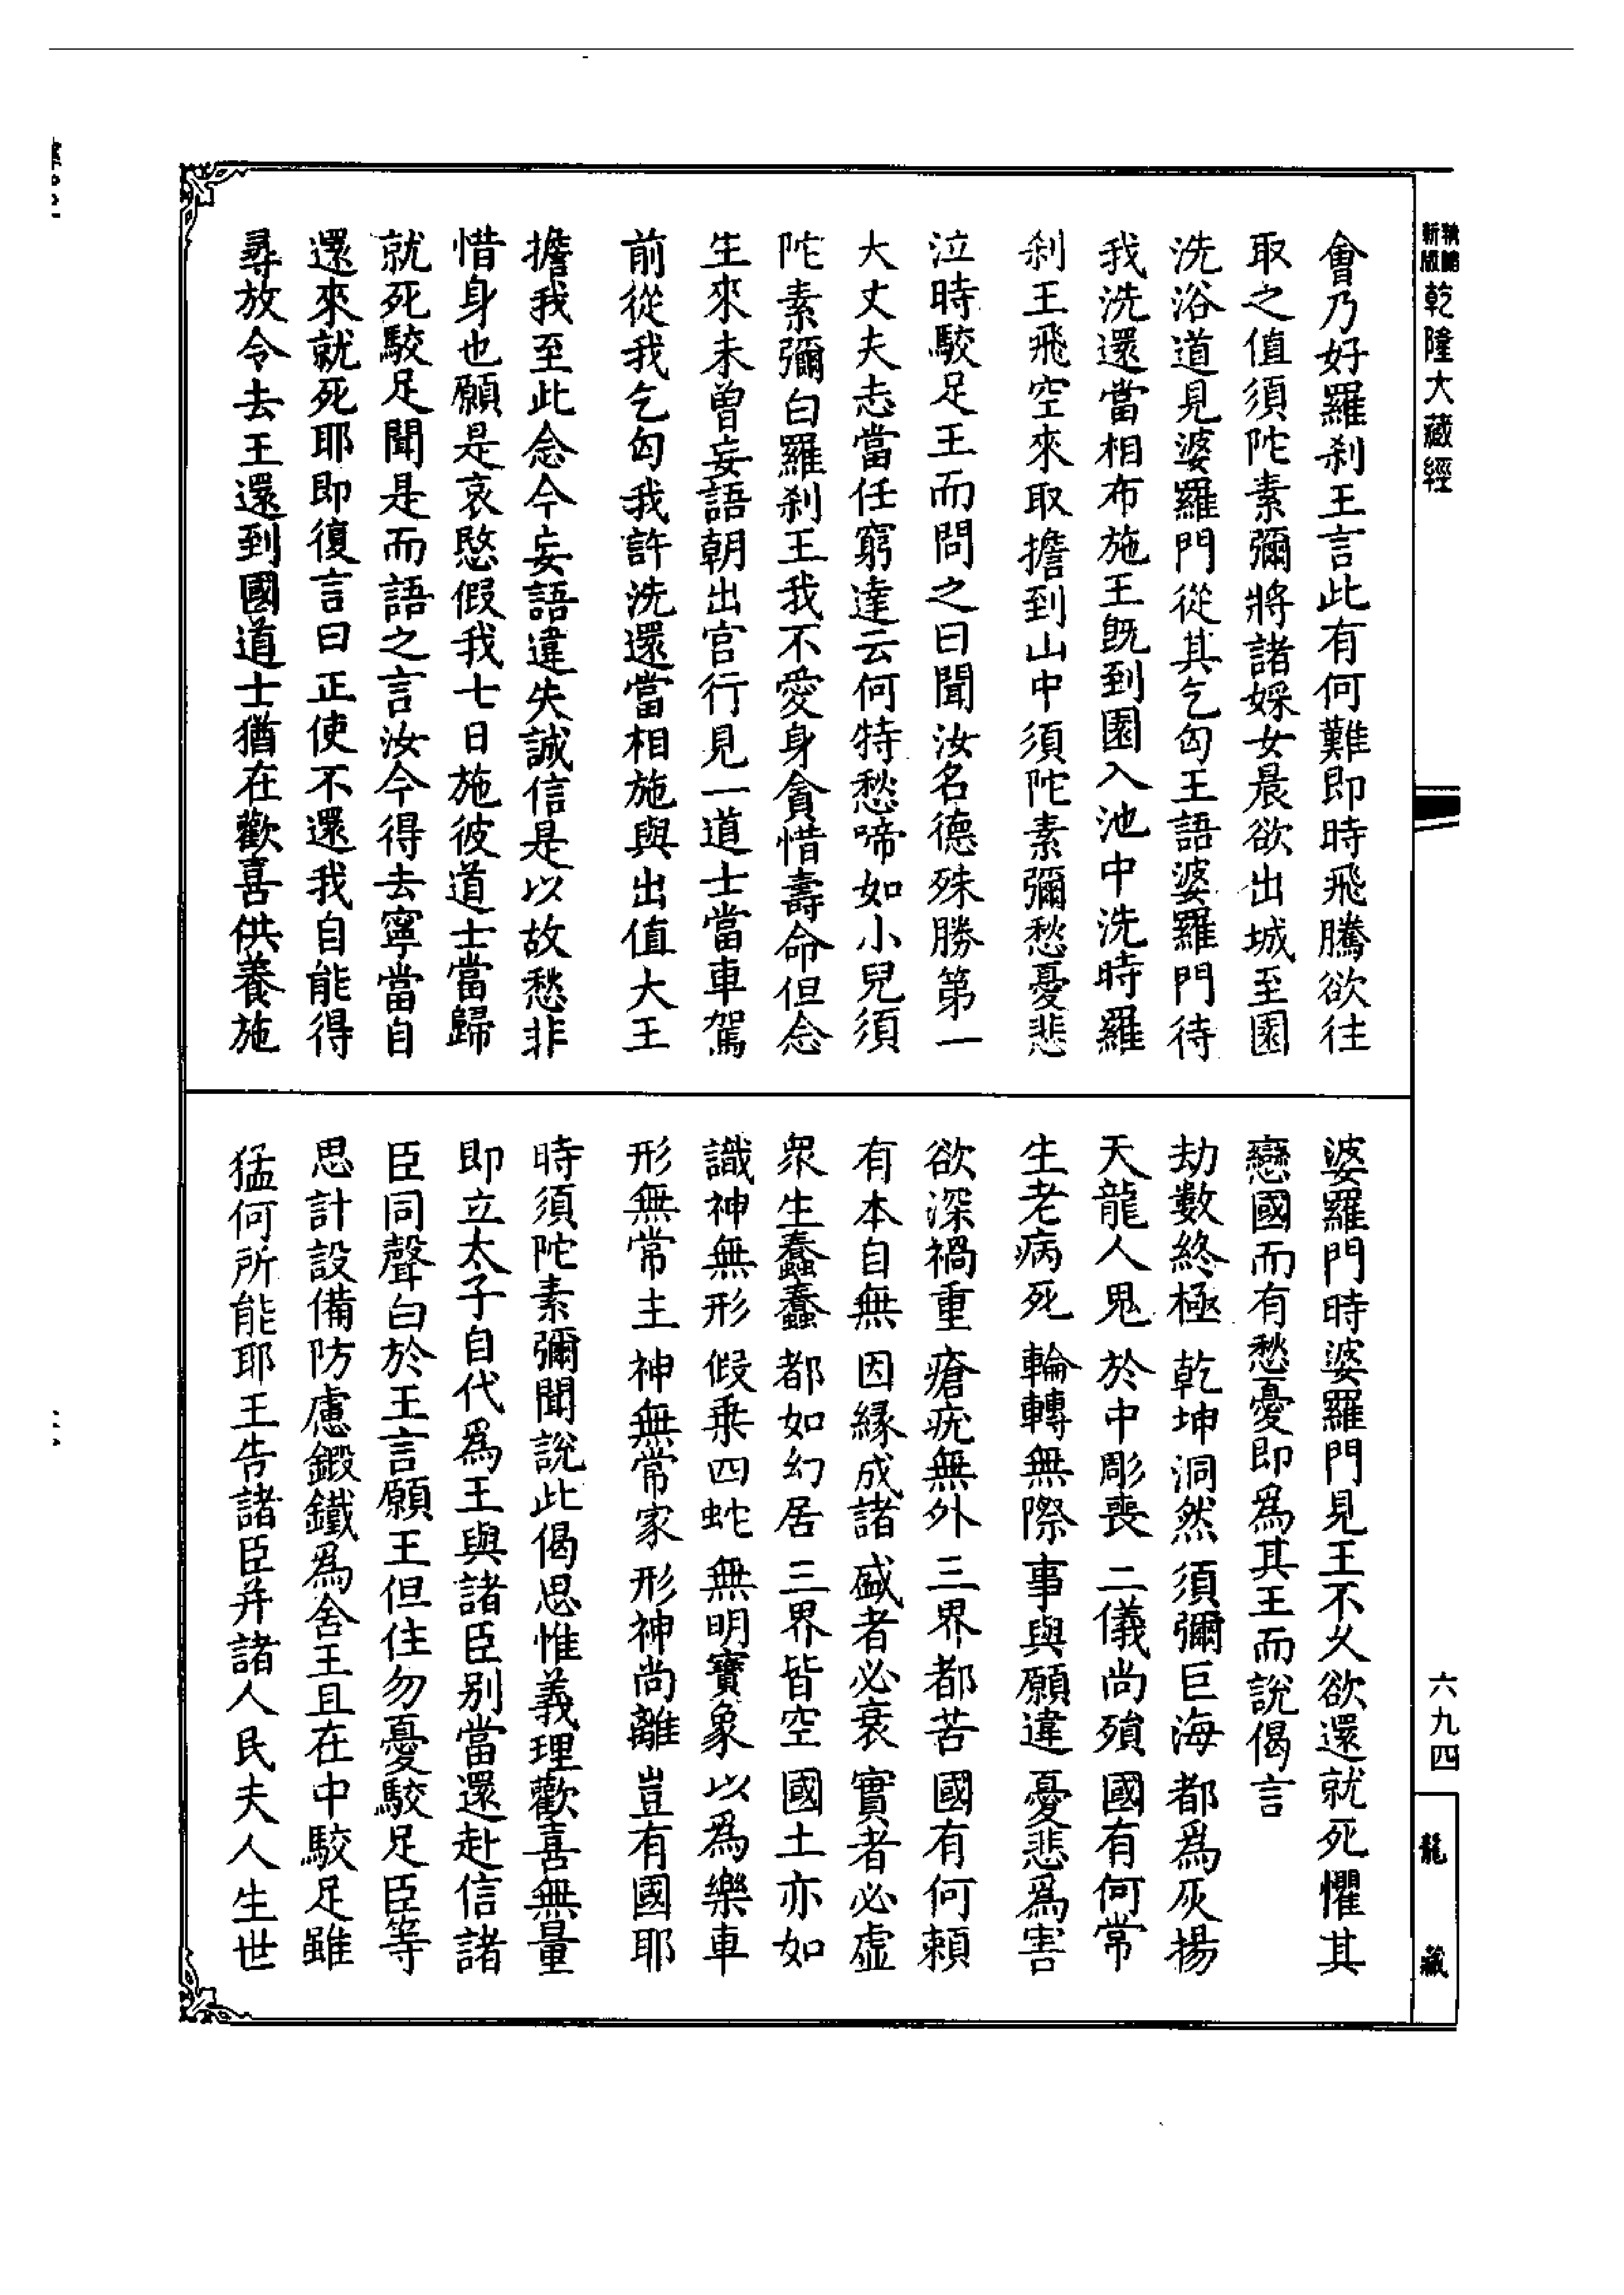 新版 乾隆大藏經
會乃好羅剎王言此有何難即時飛騰欲往
取之值須陀素彌將諸婇女晨欲出城至園
洗浴道見婆羅門從其乞匃王語婆羅門待
我洗還當相布施王既到園入池中洗時羅
剎王飛空來取擔到山中須陀素彌愁憂悲
泣時駮足王而問之曰聞汝名德殊勝第一
大丈夫志當任窮達云何特愁啼如小兒須
陀素彌白羅剎王我不愛身貪惜壽命但念
生來未曾妄語朝出宮行見一道士當車駕
前從我乞匃我許洗還當相施與出值大王
擔我至此念今妄語違失誠信是以故愁非
惜身也願是哀愍假我七日施彼道士當歸
就死駮足聞是而語之言汝今得去寧當自
還來就死耶即復言曰正使不還我自能得
尋放令去王還到國道士猶在歡喜供養施
婆羅門時婆羅門見王不久欲還就死懼其
戀國而有愁憂即為其王而說偈言
劫數終極 乾坤洞然 須彌巨海 都為灰揚
天龍人鬼 於中彫喪 二儀尚殞 國有何常
生老病死 輪轉無際 事與願違 憂悲為害
欲深禍重 瘡疣無外 三界都苦 國有何賴
有本自無 因緣成諸 盛者必衰 實者必虛
眾生蠢蠢 都如幻居 三界皆空 國土亦如
識神無形 假乘四蛇 無明寶象 以為樂車
形無常主 神無常家 形神尚離 豈有國耶
時須陀素彌聞說此偈思惟義理歡喜無量
即立太子自代為王與諸臣別當還赴信諸
臣同聲白於王言願王但住勿憂駮足臣等
思計設備防慮鍛鐵為舍王且在中駮足雖
猛何所能耶王告諸臣并諸人民夫人生世
六九四
龍藏